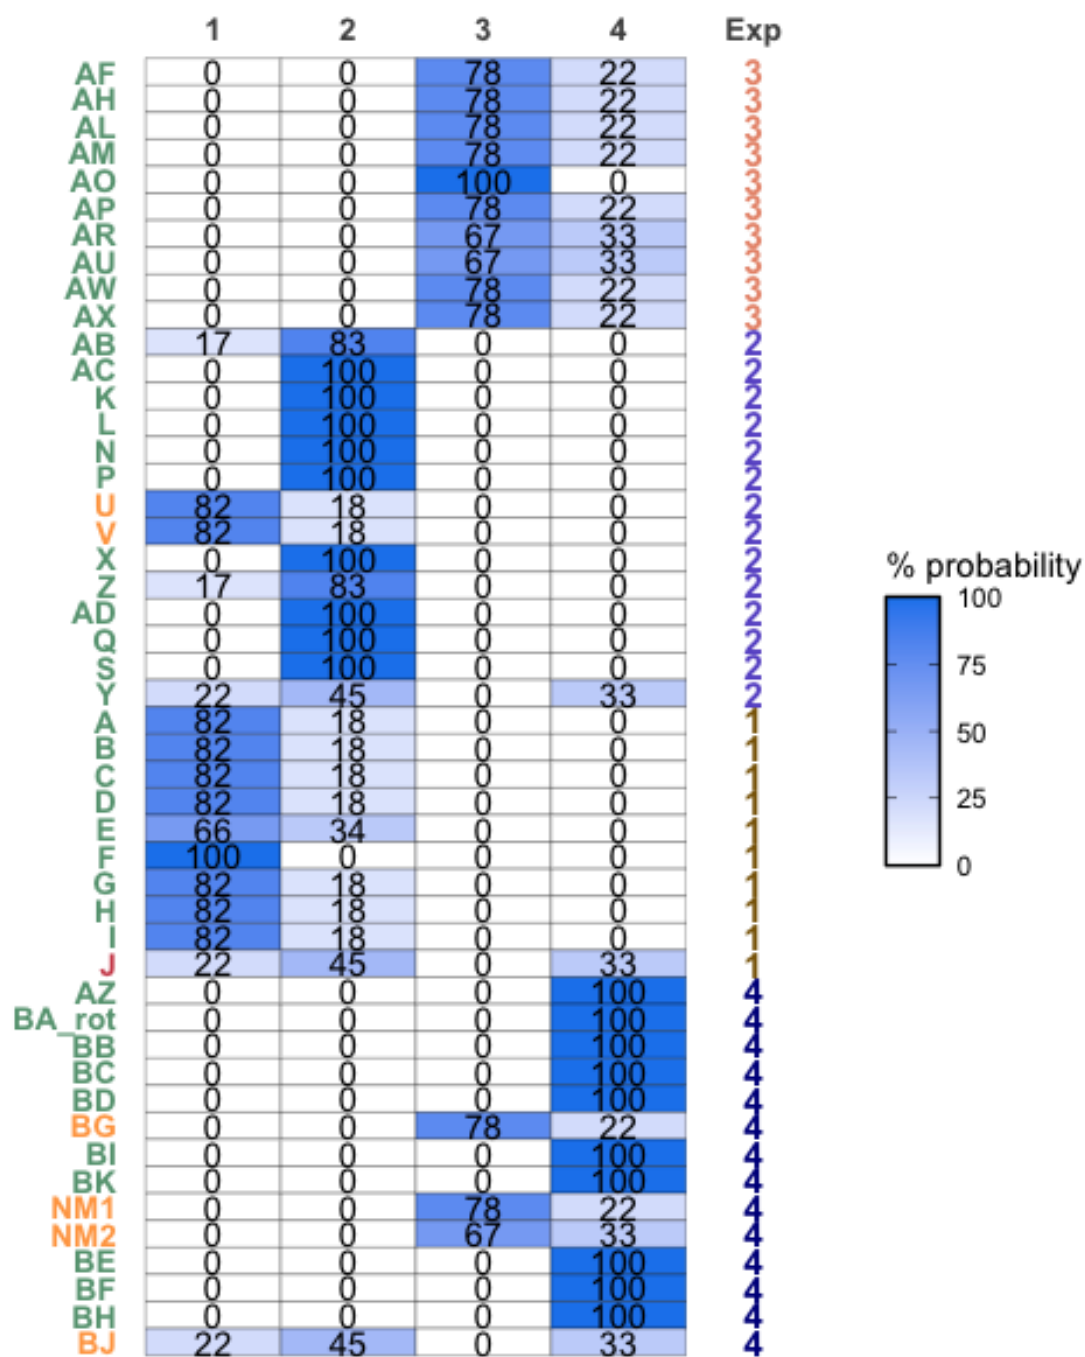 1 2 3 4 Exp
AF 0 0 78 22 3
AH 0 0 78 22 3
AL 0 0 78 22 3
AM 0 0 78 22 3
AO 0 0 100 0 3
AP 0 0 78 22 3
AR 0 0 67 33 3
AU 0 0 67 33 3
AW 0 0 78 22 3
AX 0 0 78 22 3
AB 17 83 0 0 2
AC 0 100 0 0 2
K 0 100 0 0 2
L 0 100 0 0 2
N 0 100 0 0 2
P 0 100 0 0 2
U 82 18 0 0 2
V 82 18 0 0 2
X 0 100 0 0 2
Z 17 83 0 0 2
AD 0 100 0 0 2
Q 0 100 0 0 2
S 0 100 0 0 2
Y 22 45 0 33 2
A 82 18 0 0 1
B 82 18 0 0 1
C 82 18 0 0 1
D 82 18 0 0 1
E 66 34 0 0 1
F 100 0 0 0 1
G 82 18 0 0 1
H 82 18 0 0 1
I 82 18 0 0 1
J 22 45 0 33 1
AZ 0 0 0 100 4
BA_rot 0 0 0 100 4
BB 0 0 0 100 4
BC 0 0 0 100 4
BD 0 0 0 100 4
BG 0 0 78 22 4
BI 0 0 0 100 4
BK 0 0 0 100 4
NM1 0 0 78 22 4
NM2 0 0 67 33 4
BE 0 0 0 100 4
BF 0 0 0 100 4
BH 0 0 0 100 4
BJ 22 45 0 33 4
% probability
100
75
50
25
0